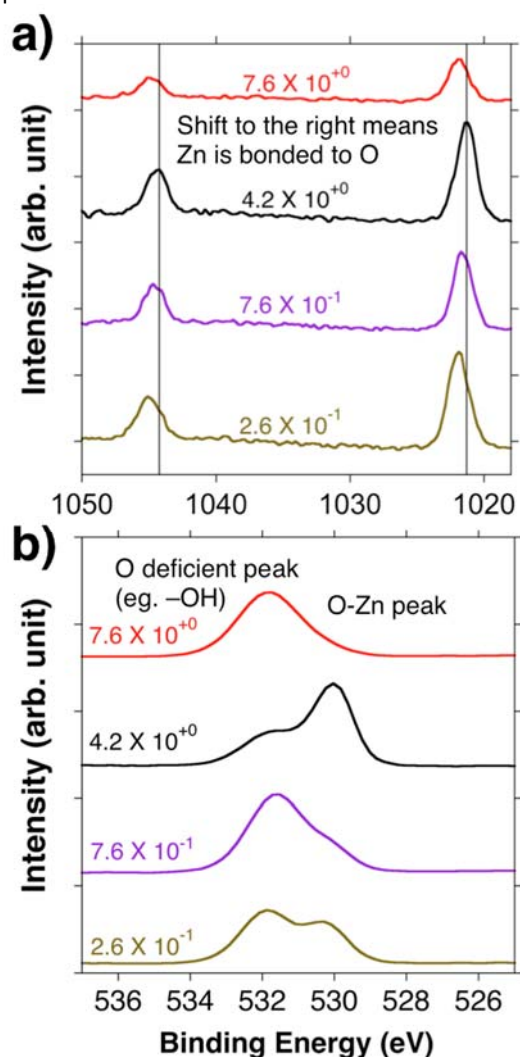 a)
Intensity (arb. unit)
7.6 X 10⁺⁰
Shift to the right means
Zn is bonded to O
4.2 X 10⁺⁰
7.6 X 10⁻¹
2.6 X 10⁻¹
1050 1040 1030 1020
b)
Intensity (arb. unit)
O deficient peak
(eg. –OH)
O-Zn peak
7.6 X 10⁺⁰
4.2 X 10⁺⁰
7.6 X 10⁻¹
2.6 X 10⁻¹
536 534 532 530 528 526
Binding Energy (eV)